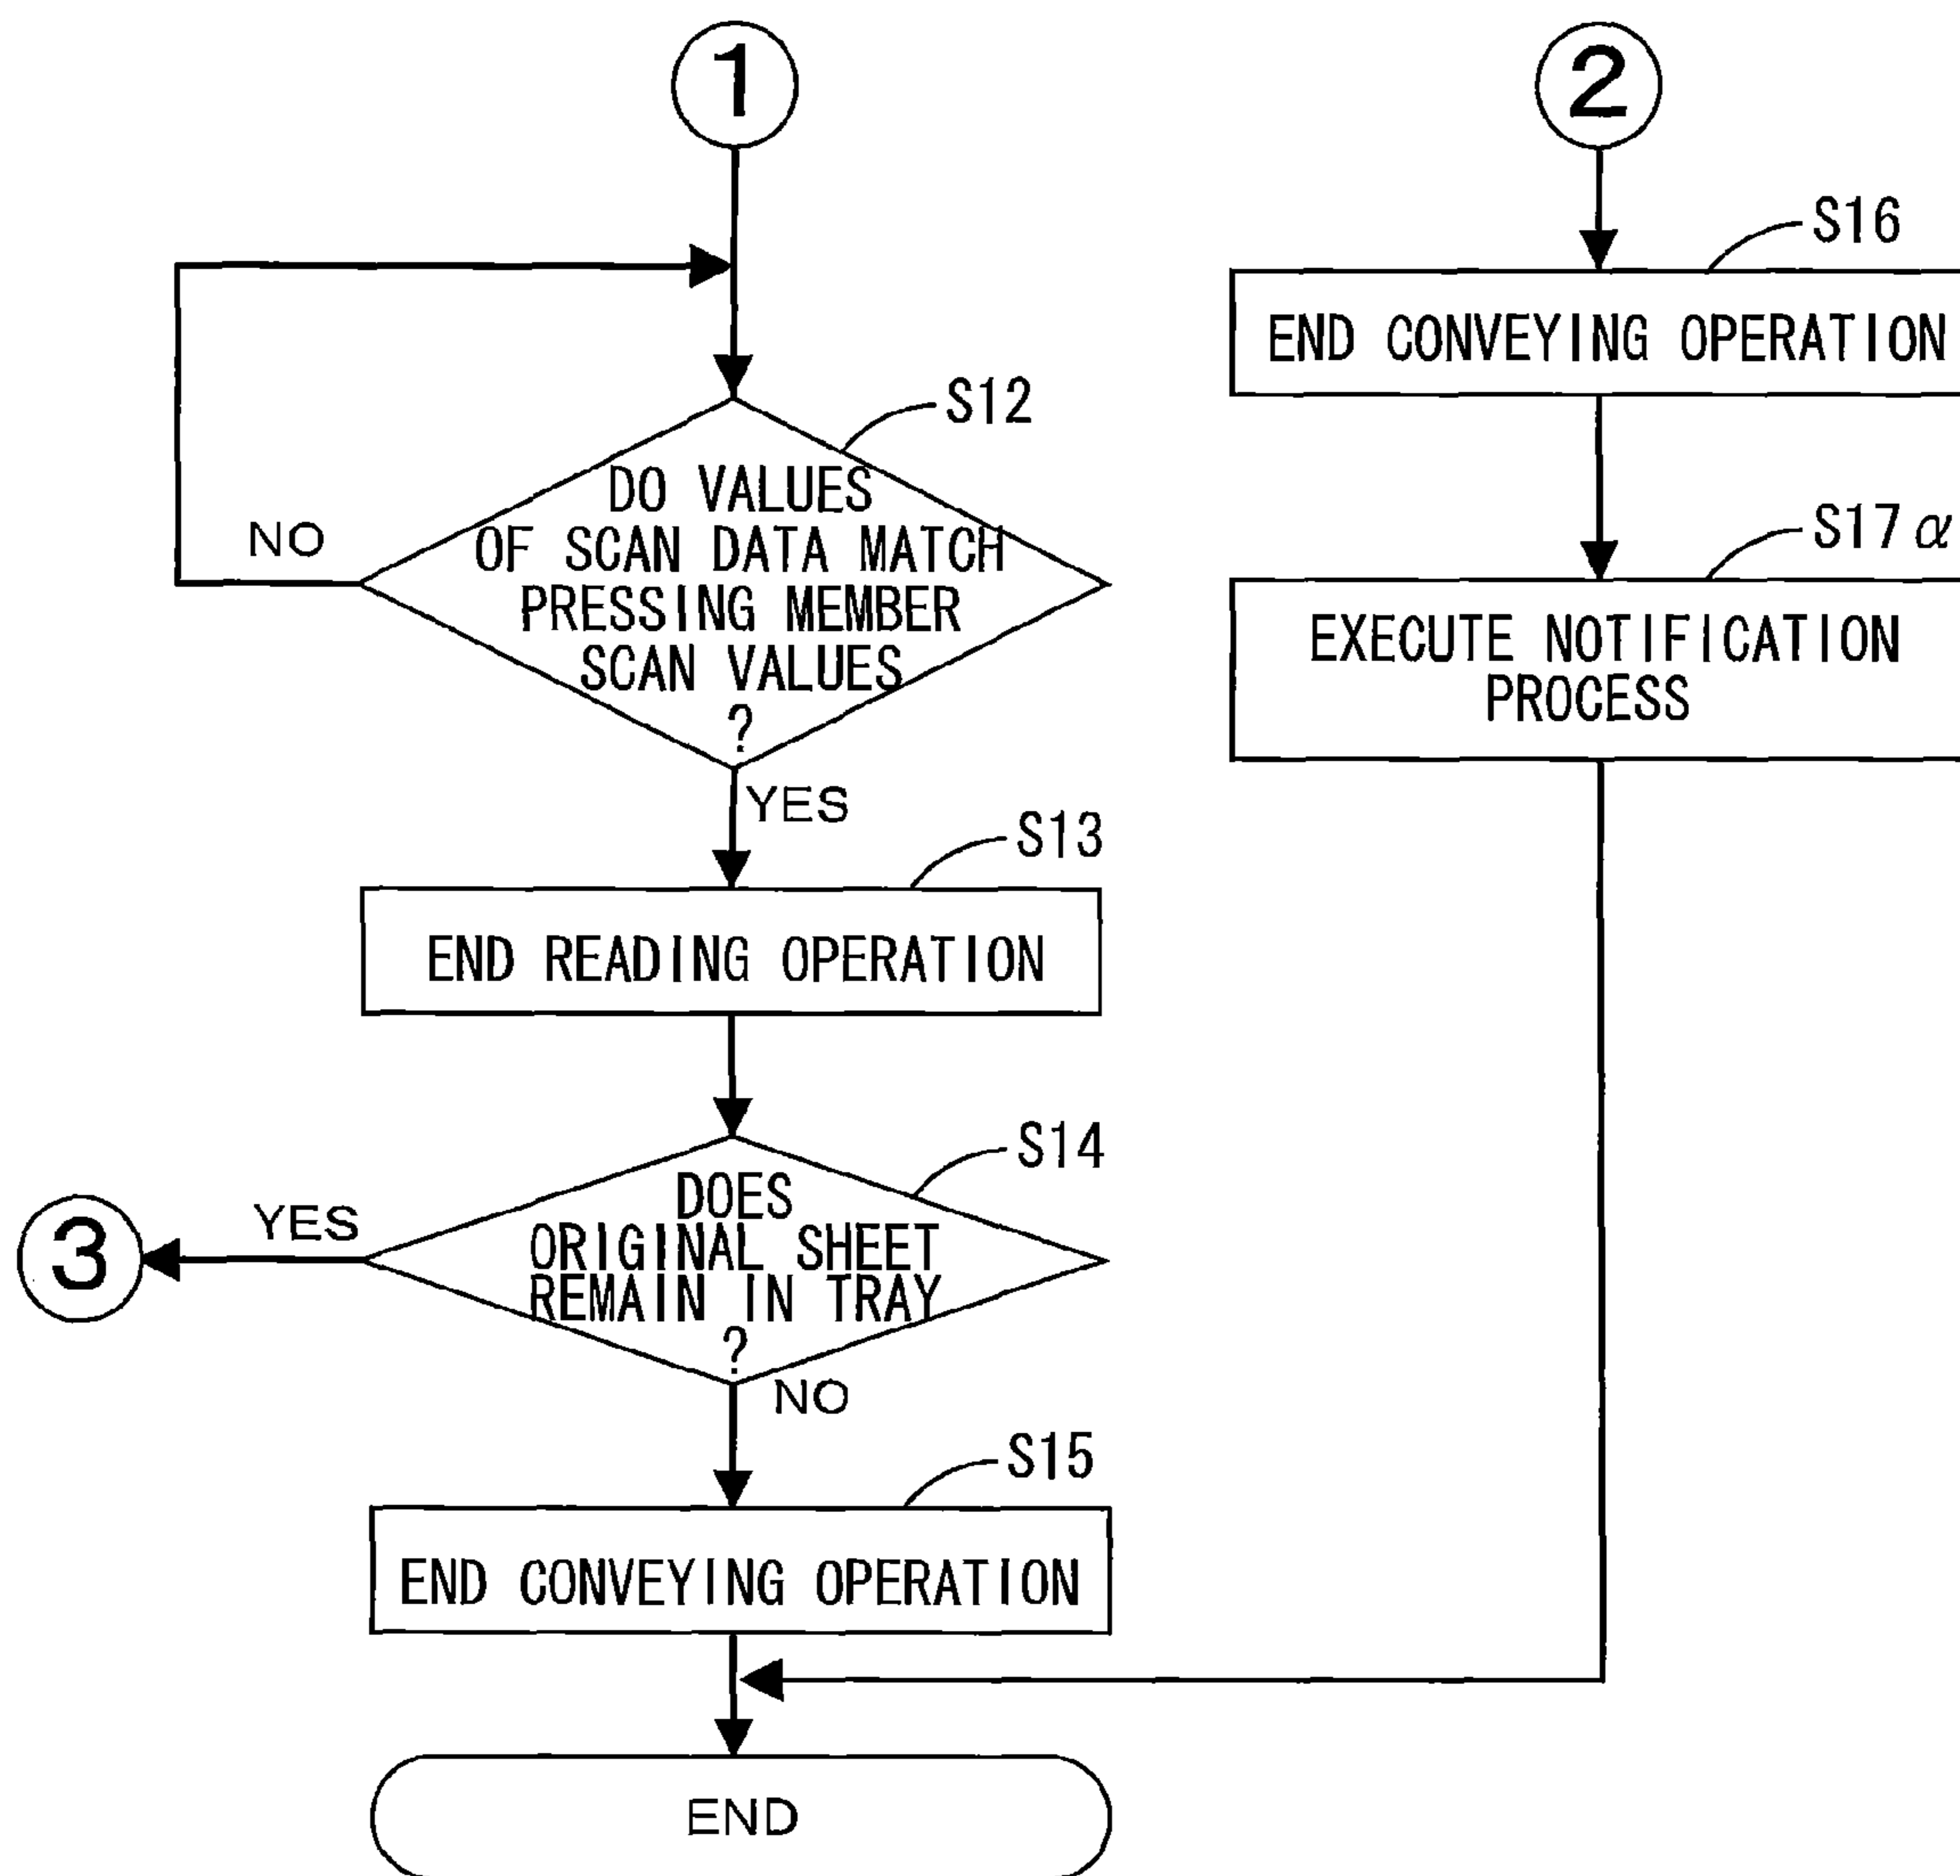 1
S12
DO VALUES
OF SCAN DATA MATCH
PRESSING MEMBER
SCAN VALUES
?
NO
YES
S13
END READING OPERATION
S14
DOES
ORIGINAL SHEET
REMAIN IN TRAY
?
YES
3
NO
S15
END CONVEYING OPERATION
END
2
S16
END CONVEYING OPERATION
S17α
EXECUTE NOTIFICATION
PROCESS